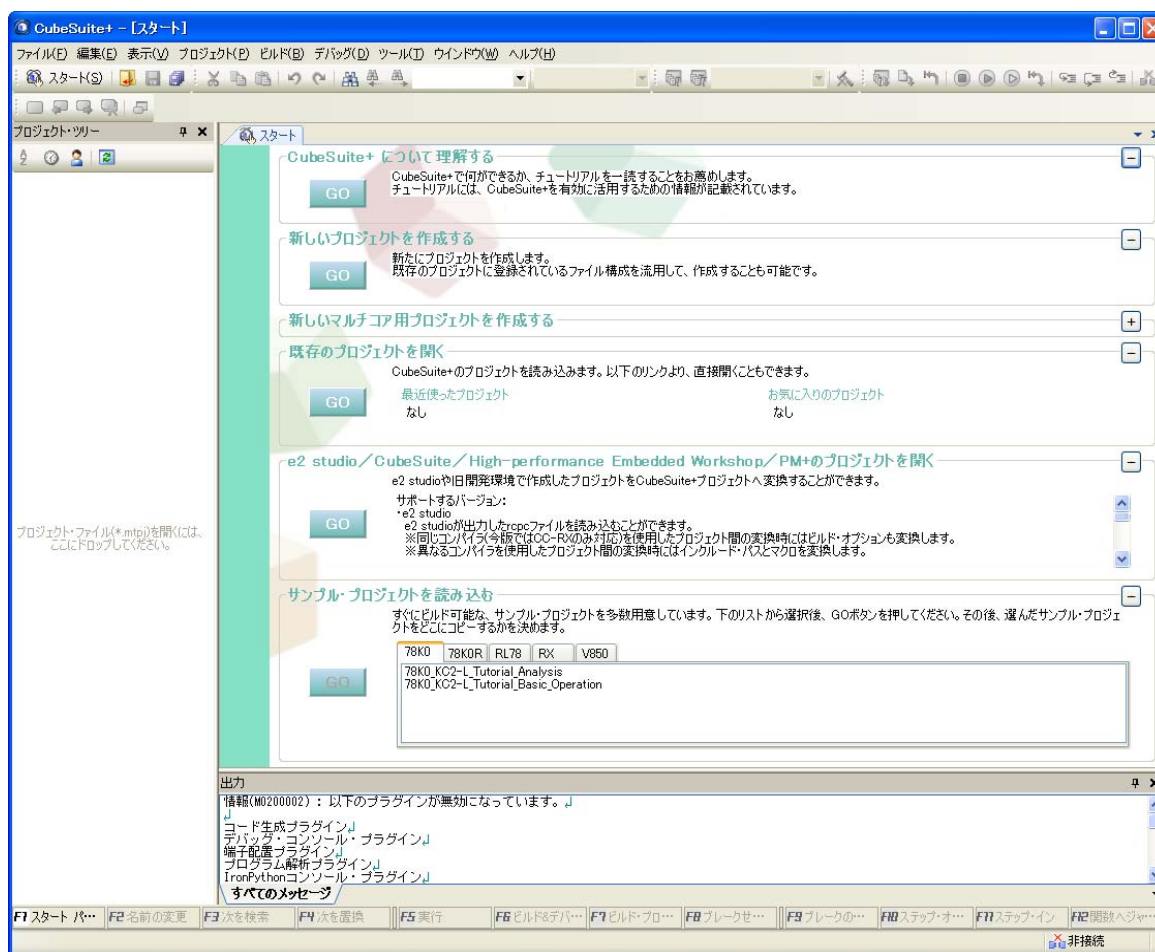 CubeSuite+ - [スタート]
ファイル(F) 編集(E) 表示(V) プロジェクト(P) ビルド(B) デバッグ(D) ツール(T) ウインドウ(W) ヘルプ(H)
スタート(S)
プロジェクト・ツリー
スタート
プロジェクト・ファイル(*.mtpj)を開くには、
ここにドロップしてください。
CubeSuite+ について理解する
GO
CubeSuite+で何ができるか、チュートリアルを一読することをお薦めします。
チュートリアルには、CubeSuite+を有効に活用するための情報が記載されています。
新しいプロジェクトを作成する
GO
新たにプロジェクトを作成します。
既存のプロジェクトに登録されているファイル構成を流用して、作成することも可能です。
新しいマルチコア用プロジェクトを作成する
既存のプロジェクトを開く
CubeSuite+のプロジェクトを読み込みます。以下のリンクより、直接開くこともできます。
GO
最近使ったプロジェクト お気に入りのプロジェクト
なし なし
e2 studio/CubeSuite/High-performance Embedded Workshop/PM+のプロジェクトを開く
e2 studioや旧開発環境で作成したプロジェクトをCubeSuite+プロジェクトへ変換することができます。
GO
サポートするバージョン:
・e2 studio
e2 studioが出力したrcpcファイルを読み込むことができます。
※同じコンパイラ(今版ではCC-RXのみ対応)を使用したプロジェクト間の変換時にはビルド・オプションも変換します。
※異なるコンパイラを使用したプロジェクト間の変換時にはインクルード・パスとマクロを変換します。
サンプル・プロジェクトを読み込む
すぐにビルド可能な、サンプル・プロジェクトを多数用意しています。下のリストから選択後、GOボタンを押してください。その後、選んだサンプル・プロジェ
クトをどこにコピーするかを決めます。
GO
78K0 78K0R RL78 RX V850
78K0_KC2-L_Tutorial_Analysis
78K0_KC2-L_Tutorial_Basic_Operation
出力
情報(M0200002) : 以下のプラグインが無効になっています。↲
↲
コード生成プラグイン↲
デバッグ・コンソール・プラグイン↲
端子配置プラグイン↲
プログラム解析プラグイン↲
IronPythonコンソール・プラグイン↲
すべてのメッセージ
F1 スタート パ… F2 名前の変更 F3 次を検索 F4 次を置換 F5 実行 F6 ビルド&デバ… F7 ビルド・プロ… F8 ブレークせ… F9 ブレークの… F10 ステップ・オ… F11 ステップ・イン F12 関数へジャ…
非接続